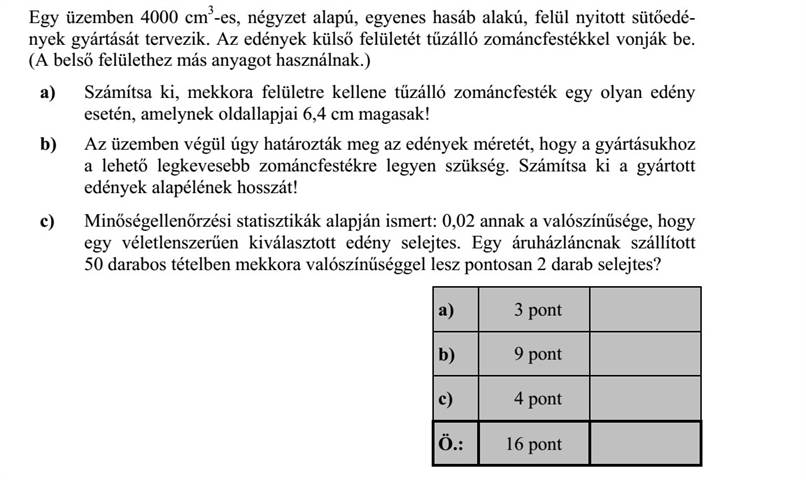 Egy üzemben 4000 cm³-es, négyzet alapú, egyenes hasáb alakú, felül nyitott sütőedé-
nyek gyártását tervezik. Az edények külső felületét tűzálló zománcfestékkel vonják be.
(A belső felülethez más anyagot használnak.)
a) Számítsa ki, mekkora felületre kellene tűzálló zománcfesték egy olyan edény
esetén, amelynek oldallapjai 6,4 cm magasak!
b) Az üzemben végül úgy határozták meg az edények méretét, hogy a gyártásukhoz
a lehető legkevesebb zománcfestékre legyen szükség. Számítsa ki a gyártott
edények alapélének hosszát!
c) Minőségellenőrzési statisztikák alapján ismert: 0,02 annak a valószínűsége, hogy
egy véletlenszerűen kiválasztott edény selejtes. Egy áruházláncnak szállított
50 darabos tételben mekkora valószínűséggel lesz pontosan 2 darab selejtes?
a) 3 pont
b) 9 pont
c) 4 pont
Ö.: 16 pont